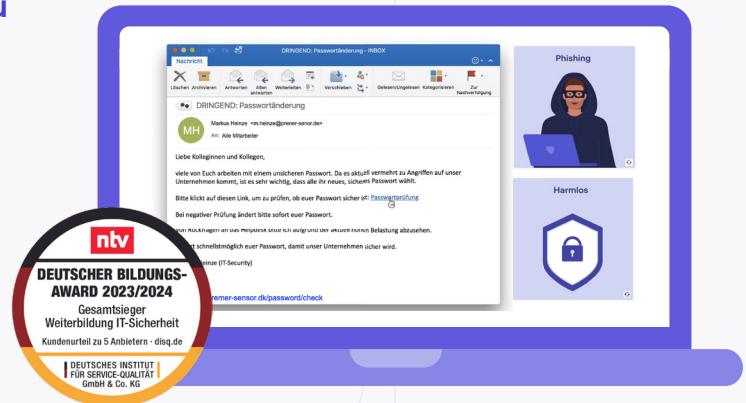 DRINGEND: Passwortänderung - INBOX
Nachricht
Löschen Archivieren Antworten Allen antworten Weiterleiten Verschieben Gelesen/Ungelesen Kategorisieren Zur Nachverfolgung
DRINGEND: Passwortänderung
MH
Markus Heinze <m.heinze@prener-senor.de>
An: Alle Mitarbeiter
Liebe Kolleginnen und Kollegen,
viele von Euch arbeiten mit einem unsicheren Passwort. Da es aktuell vermehrt zu Angriffen auf unser
Unternehmen kommt, ist es sehr wichtig, dass alle ihr neues, sicheres Passwort wählt.
Bitte klickt auf diesen Link, um zu prüfen, ob euer Passwort sicher ist: Passwortprüfung
Bei negativer Prüfung ändert bitte sofort euer Passwort.
von Rückfragen an das Helpdesk bitte ich aufgrund der aktuell hohen Belastung abzusehen.
schnellstmöglich euer Passwort, damit unser Unternehmen sicher wird.
(IT-Security)
remer-sensor.dk/password/check
Phishing
Harmlos
ntv
DEUTSCHER BILDUNGS-
AWARD 2023/2024
Gesamtsieger
Weiterbildung IT-Sicherheit
Kundenurteil zu 5 Anbietern · disq.de
DEUTSCHES INSTITUT
FÜR SERVICE-QUALITÄT
GmbH & Co. KG